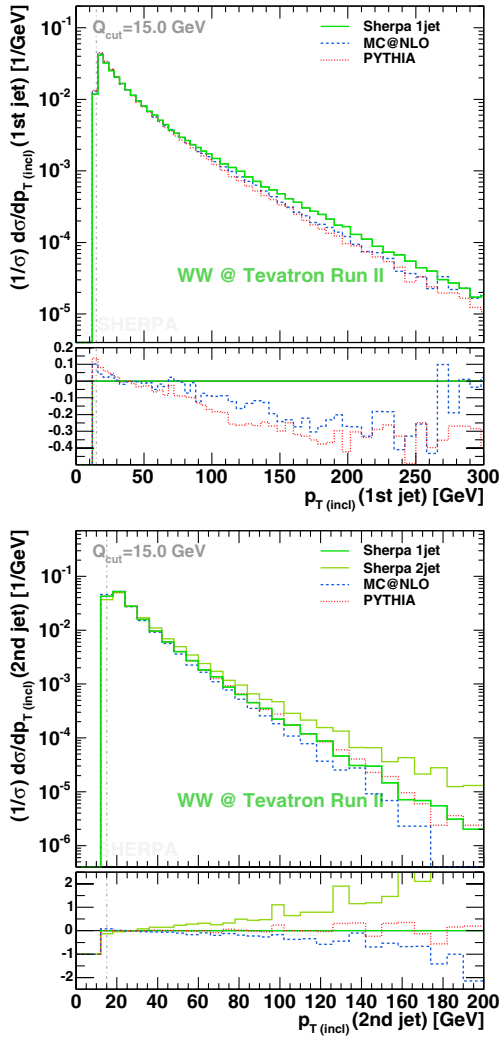 Q_cut=15.0 GeV
Sherpa 1jet
MC@NLO
PYTHIA
(1/σ) dσ/dp_T (incl) (1st jet) [1/GeV]
10^-1
10^-2
10^-3
10^-4
10^-5
WW @ Tevatron Run II
SHERPA
0.2
0.1
0
-0.1
-0.2
-0.3
-0.4
0 50 100 150 200 250 300
p_T (incl) (1st jet) [GeV]
Q_cut=15.0 GeV
Sherpa 1jet
Sherpa 2jet
MC@NLO
PYTHIA
(1/σ) dσ/dp_T (incl) (2nd jet) [1/GeV]
10^-1
10^-2
10^-3
10^-4
10^-5
10^-6
WW @ Tevatron Run II
SHERPA
2
1
0
-1
-2
0 20 40 60 80 100 120 140 160 180 200
p_T (incl) (2nd jet) [GeV]